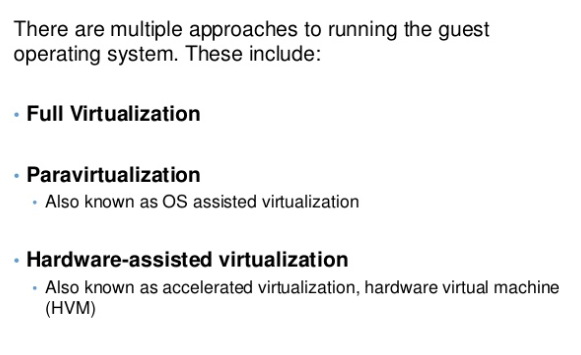 There are multiple approaches to running the guest
operating system. These include:
• Full Virtualization
• Paravirtualization
• Also known as OS assisted virtualization
• Hardware-assisted virtualization
• Also known as accelerated virtualization, hardware virtual machine
(HVM)